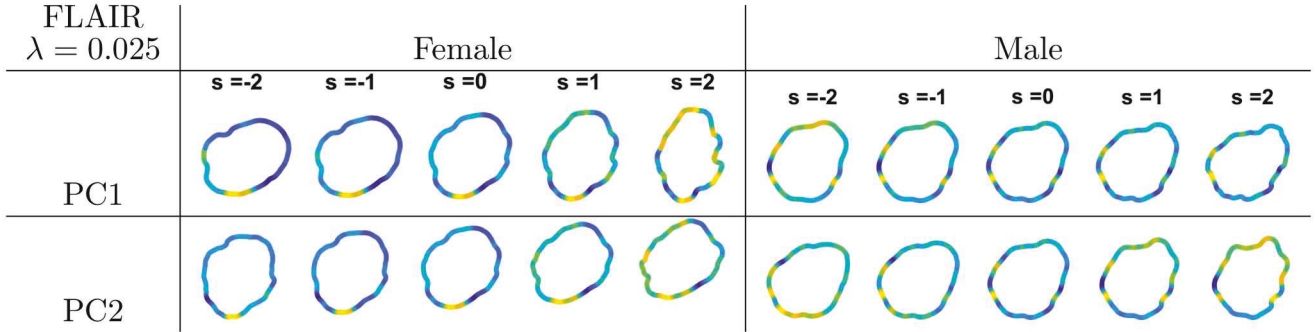 FLAIR
λ = 0.025
Female
Male
s =-2 s =-1 s =0 s =1 s =2
s =-2 s =-1 s =0 s =1 s =2
PC1
PC2